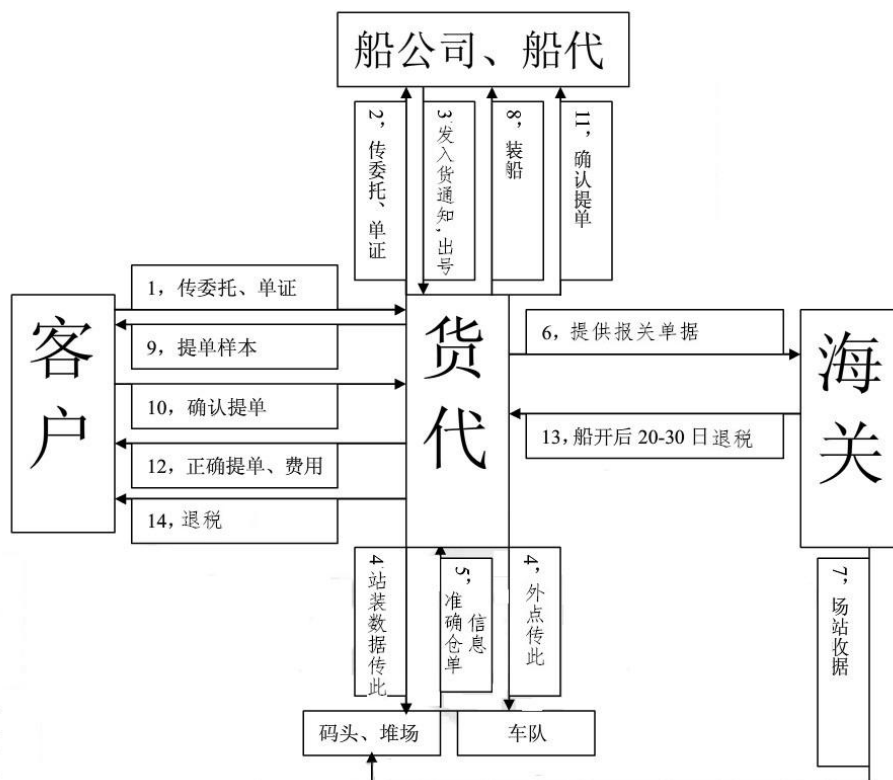 船公司、船代
2，传委托、单证
3 发入货通知，出号
8，装船
11，确认提单
客户
1，传委托、单证
9，提单样本
10，确认提单
12，正确提单、费用
14，退税
货代
6，提供报关单据
13，船开后 20-30 日退税
海关
4 站装数据传此
5，准确仓单
信息
4，外点传此
7，场站收据
码头、堆场
车队